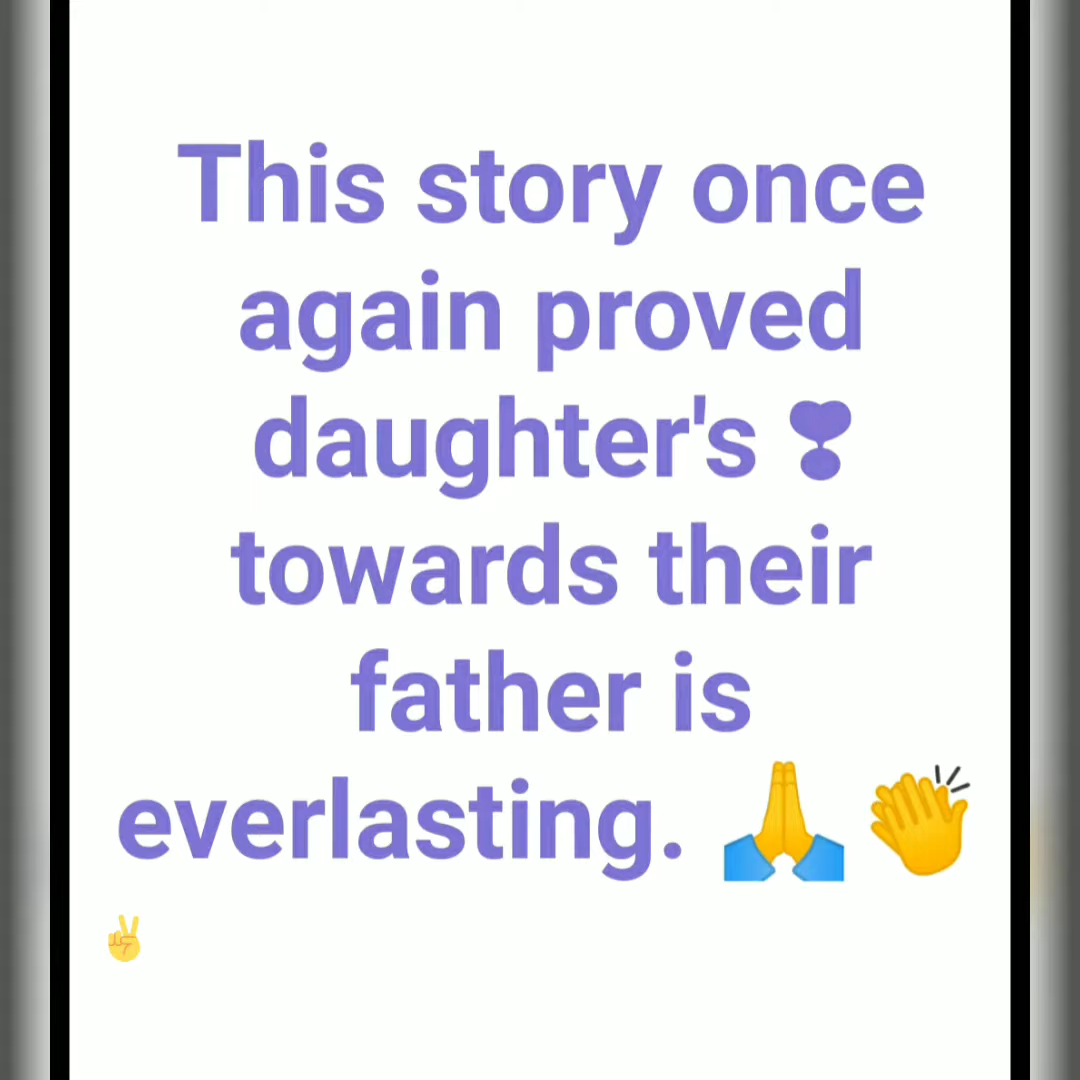 This story once
again proved
daughter's ❣
towards their
father is
everlasting. 🙏 👏
✌